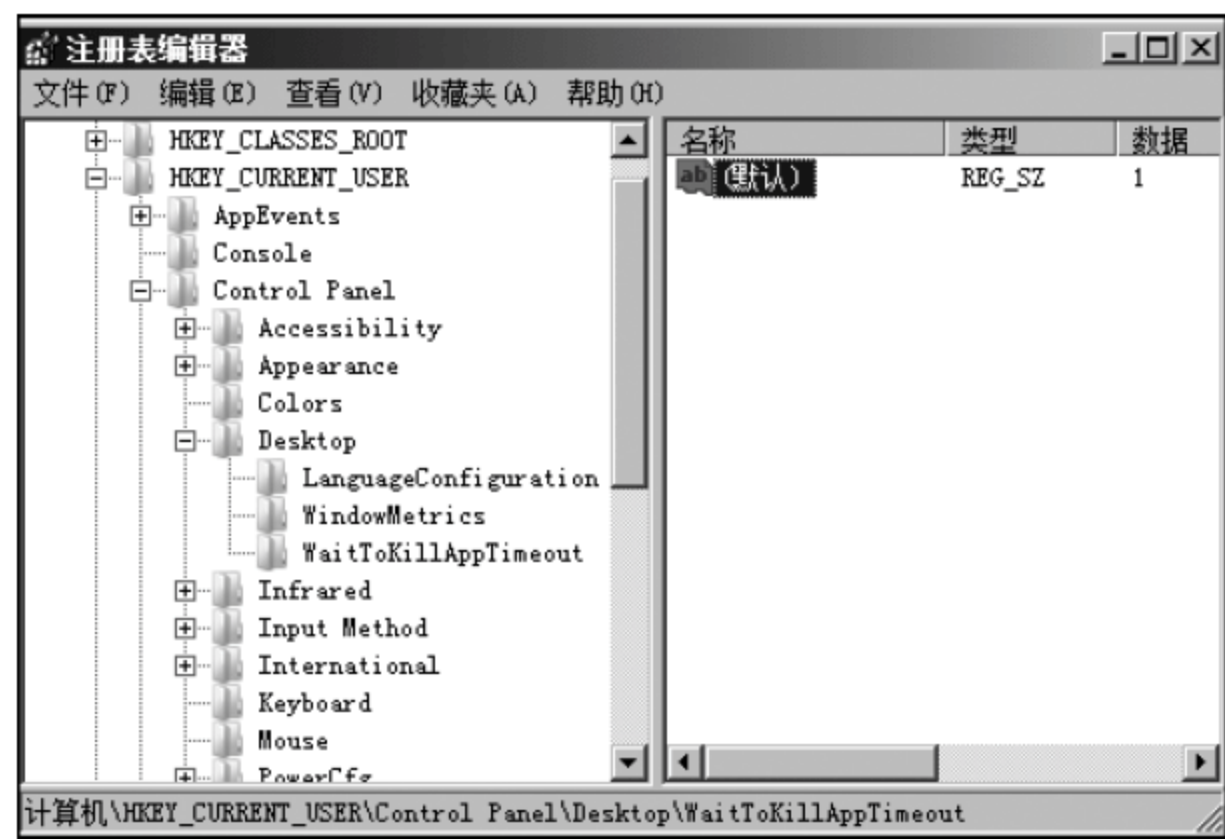 注册表编辑器
文件(F) 编辑(E) 查看(V) 收藏夹(A) 帮助(H)
HKEY_CLASSES_ROOT
HKEY_CURRENT_USER
AppEvents
Console
Control Panel
Accessibility
Appearance
Colors
Desktop
LanguageConfiguration
WindowMetrics
WaitToKillAppTimeout
Infrared
Input Method
International
Keyboard
Mouse
PowerCfg
名称 类型 数据
ab (默认) REG_SZ 1
计算机\HKEY_CURRENT_USER\Control Panel\Desktop\WaitToKillAppTimeout